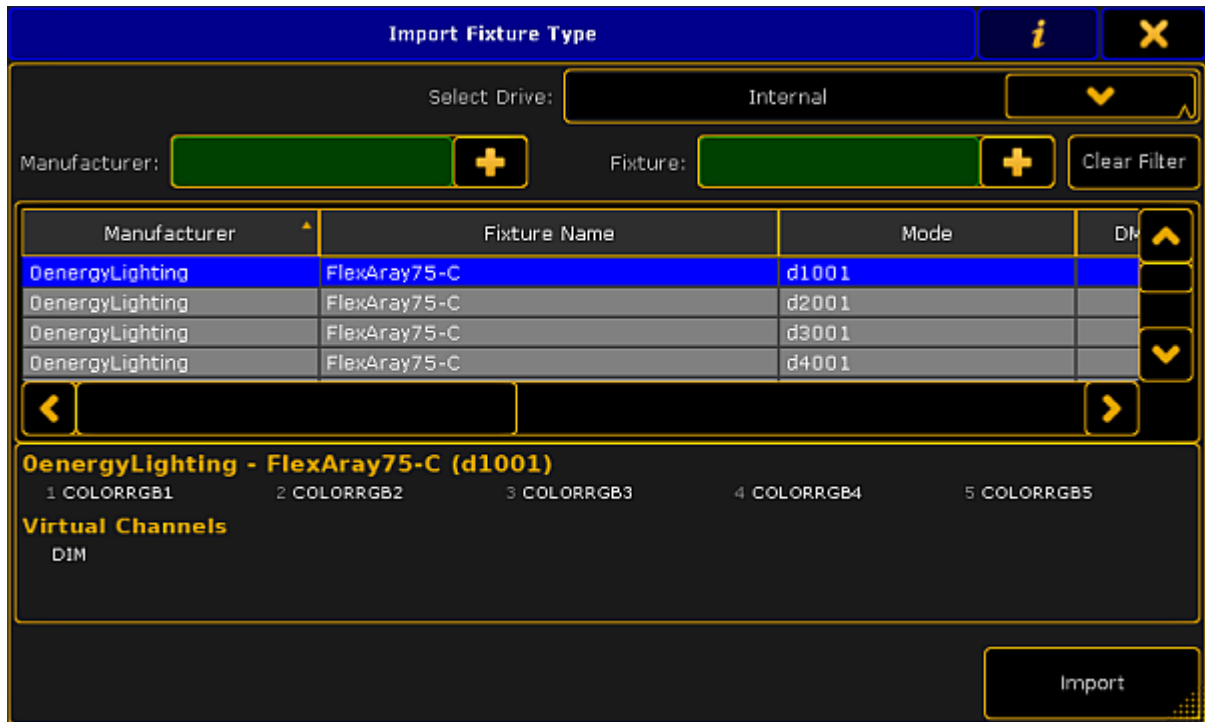 Import Fixture Type
Select Drive: Internal
Manufacturer: Fixture: Clear Filter
Manufacturer Fixture Name Mode DM
0energyLighting FlexAray75-C d1001
0energyLighting FlexAray75-C d2001
0energyLighting FlexAray75-C d3001
0energyLighting FlexAray75-C d4001
0energyLighting - FlexAray75-C (d1001)
1 COLORRGB1 2 COLORRGB2 3 COLORRGB3 4 COLORRGB4 5 COLORRGB5
Virtual Channels
DIM
Import